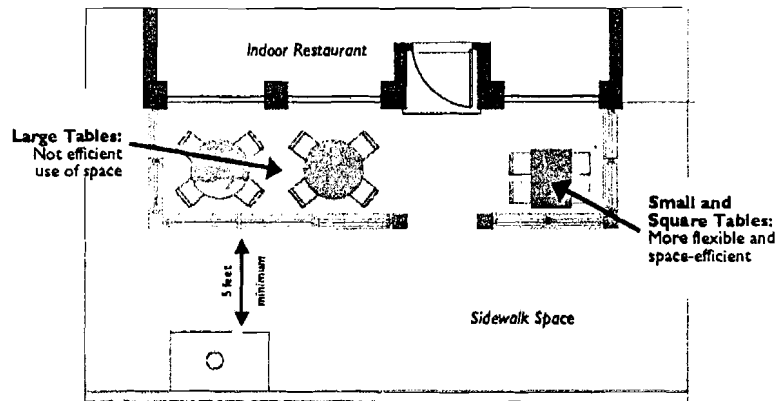 Indoor Restaurant
Large Tables:
Not efficient
use of space
Small and
Square Tables:
More flexible and
space-efficient
5 feet
minimum
Sidewalk Space